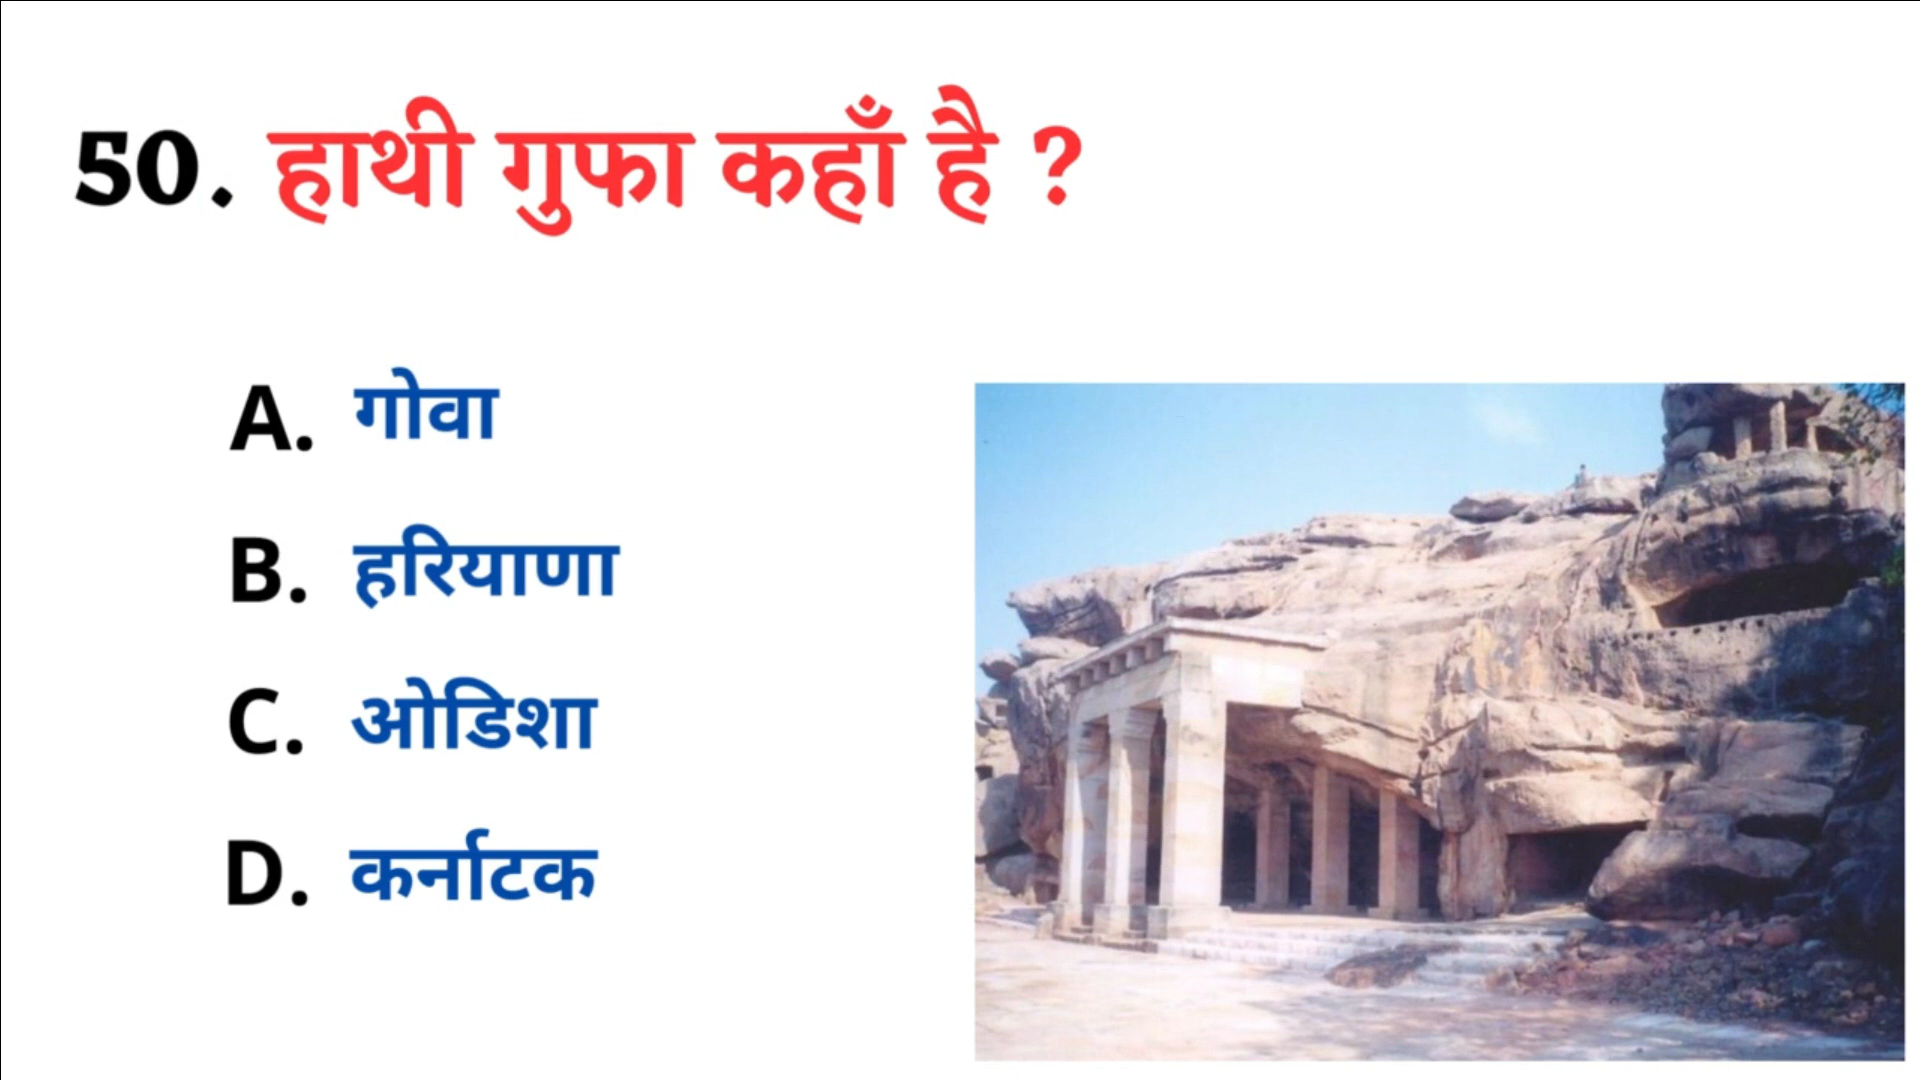 50. हाथी गुफा कहाँ है ?
A. गोवा
B. हरियाणा
C. ओडिशा
D. कर्नाटक